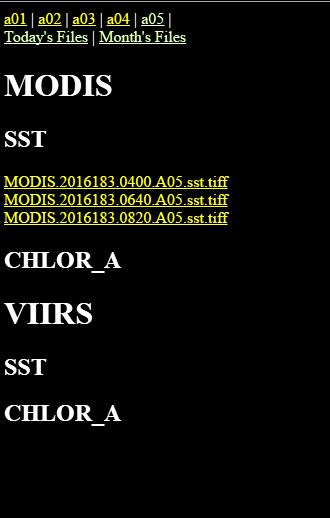 a01 | a02 | a03 | a04 | a05 |
Today's Files | Month's Files
MODIS
SST
MODIS.2016183.0400.A05.sst.tiff
MODIS.2016183.0640.A05.sst.tiff
MODIS.2016183.0820.A05.sst.tiff
CHLOR_A
VIIRS
SST
CHLOR_A